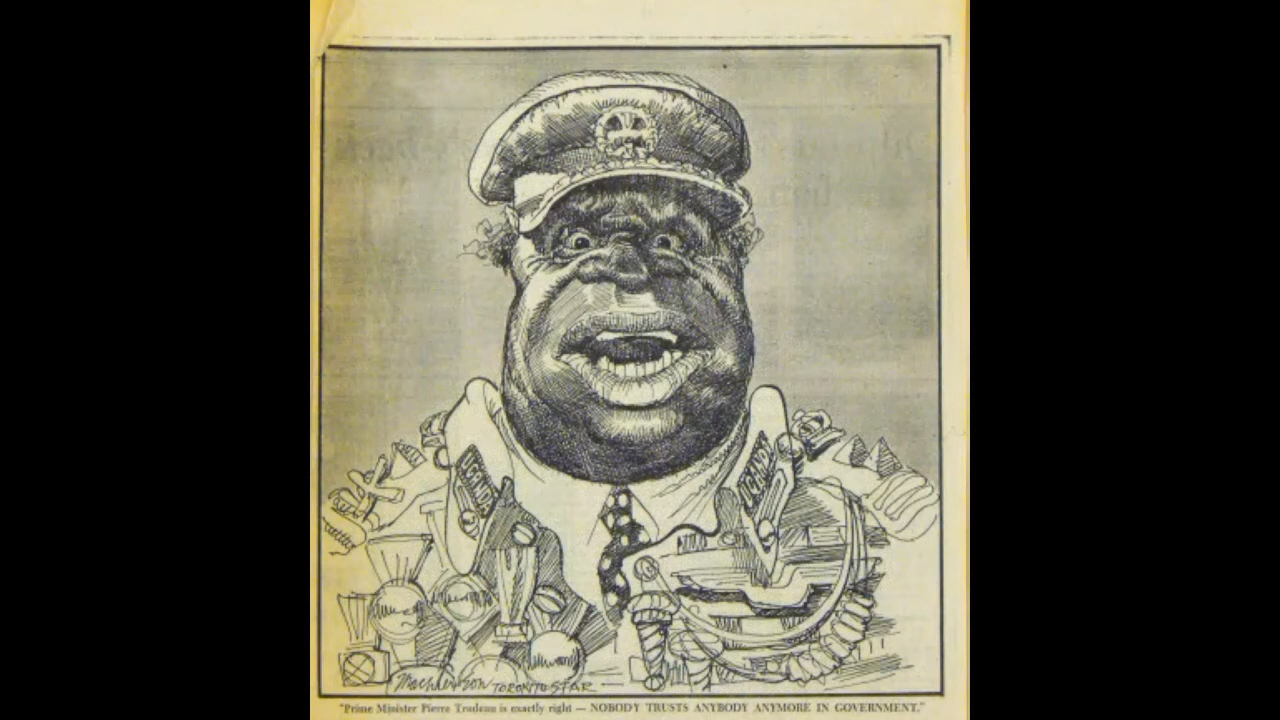 UGANDA
UGANDA
Macpherson TORONTO STAR
"Prime Minister Pierre Trudeau is exactly right — NOBODY TRUSTS ANYBODY ANYMORE IN GOVERNMENT."